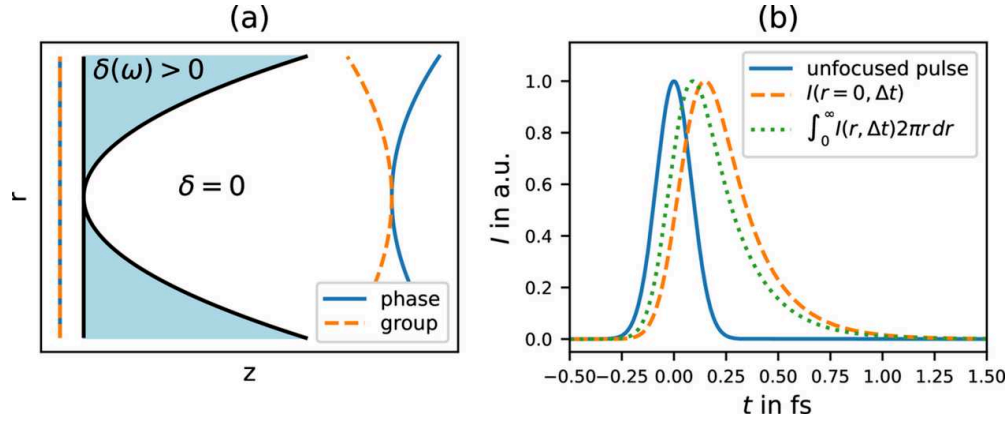 (a)
δ(ω) > 0
δ = 0
r
z
phase
group
(b)
unfocused pulse
I(r = 0, Δt)
∫₀^∞ I(r, Δt)2πr dr
I in a.u.
1.0
0.8
0.6
0.4
0.2
0.0
−0.50 −0.25 0.00 0.25 0.50 0.75 1.00 1.25 1.50
t in fs